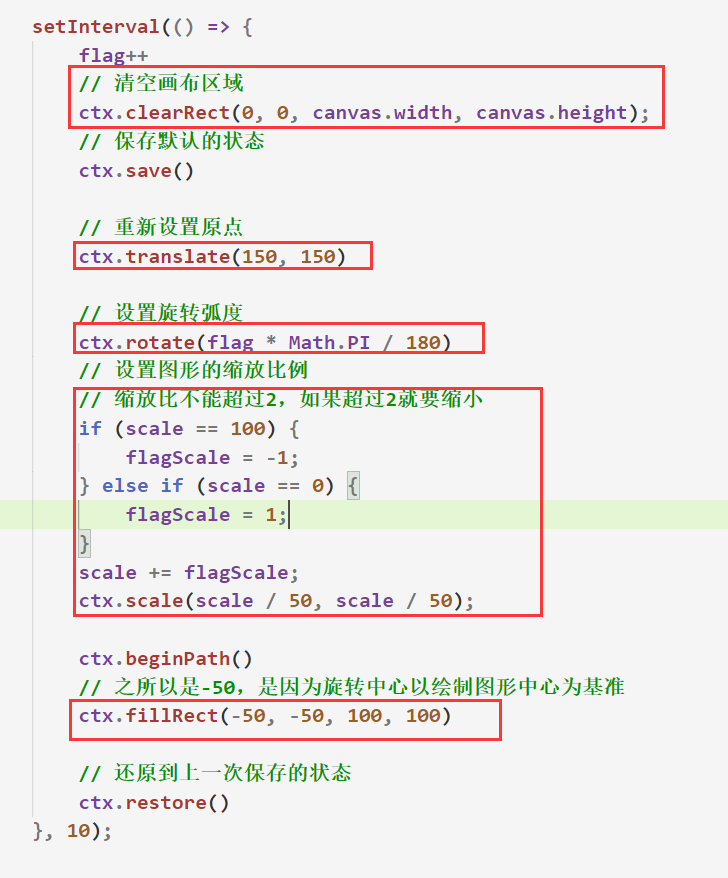 setInterval(() => {
flag++
// 清空画布区域
ctx.clearRect(0, 0, canvas.width, canvas.height);
// 保存默认的状态
ctx.save()
// 重新设置原点
ctx.translate(150, 150)
// 设置旋转弧度
ctx.rotate(flag * Math.PI / 180)
// 设置图形的缩放比例
// 缩放比不能超过2，如果超过2就要缩小
if (scale == 100) {
flagScale = -1;
} else if (scale == 0) {
flagScale = 1;
}
scale += flagScale;
ctx.scale(scale / 50, scale / 50);
ctx.beginPath()
// 之所以是-50，是因为旋转中心以绘制图形中心为基准
ctx.fillRect(-50, -50, 100, 100)
// 还原到上一次保存的状态
ctx.restore()
}, 10);